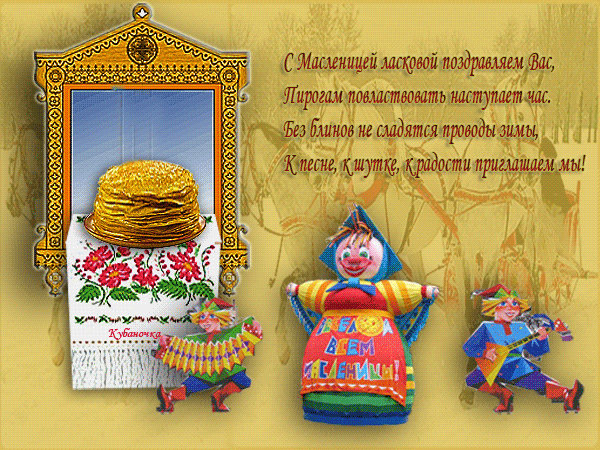 С Масленицей ласковой поздравляем Вас,
Пирогам повластвовать наступает час.
Без блинов не сладятся проводы зимы,
К песне, к шутке, к радости приглашаем мы!
Кубаночка
ВЕСЕЛОЙ
ВСЕМ
МАСЛЕНИЦЫ!